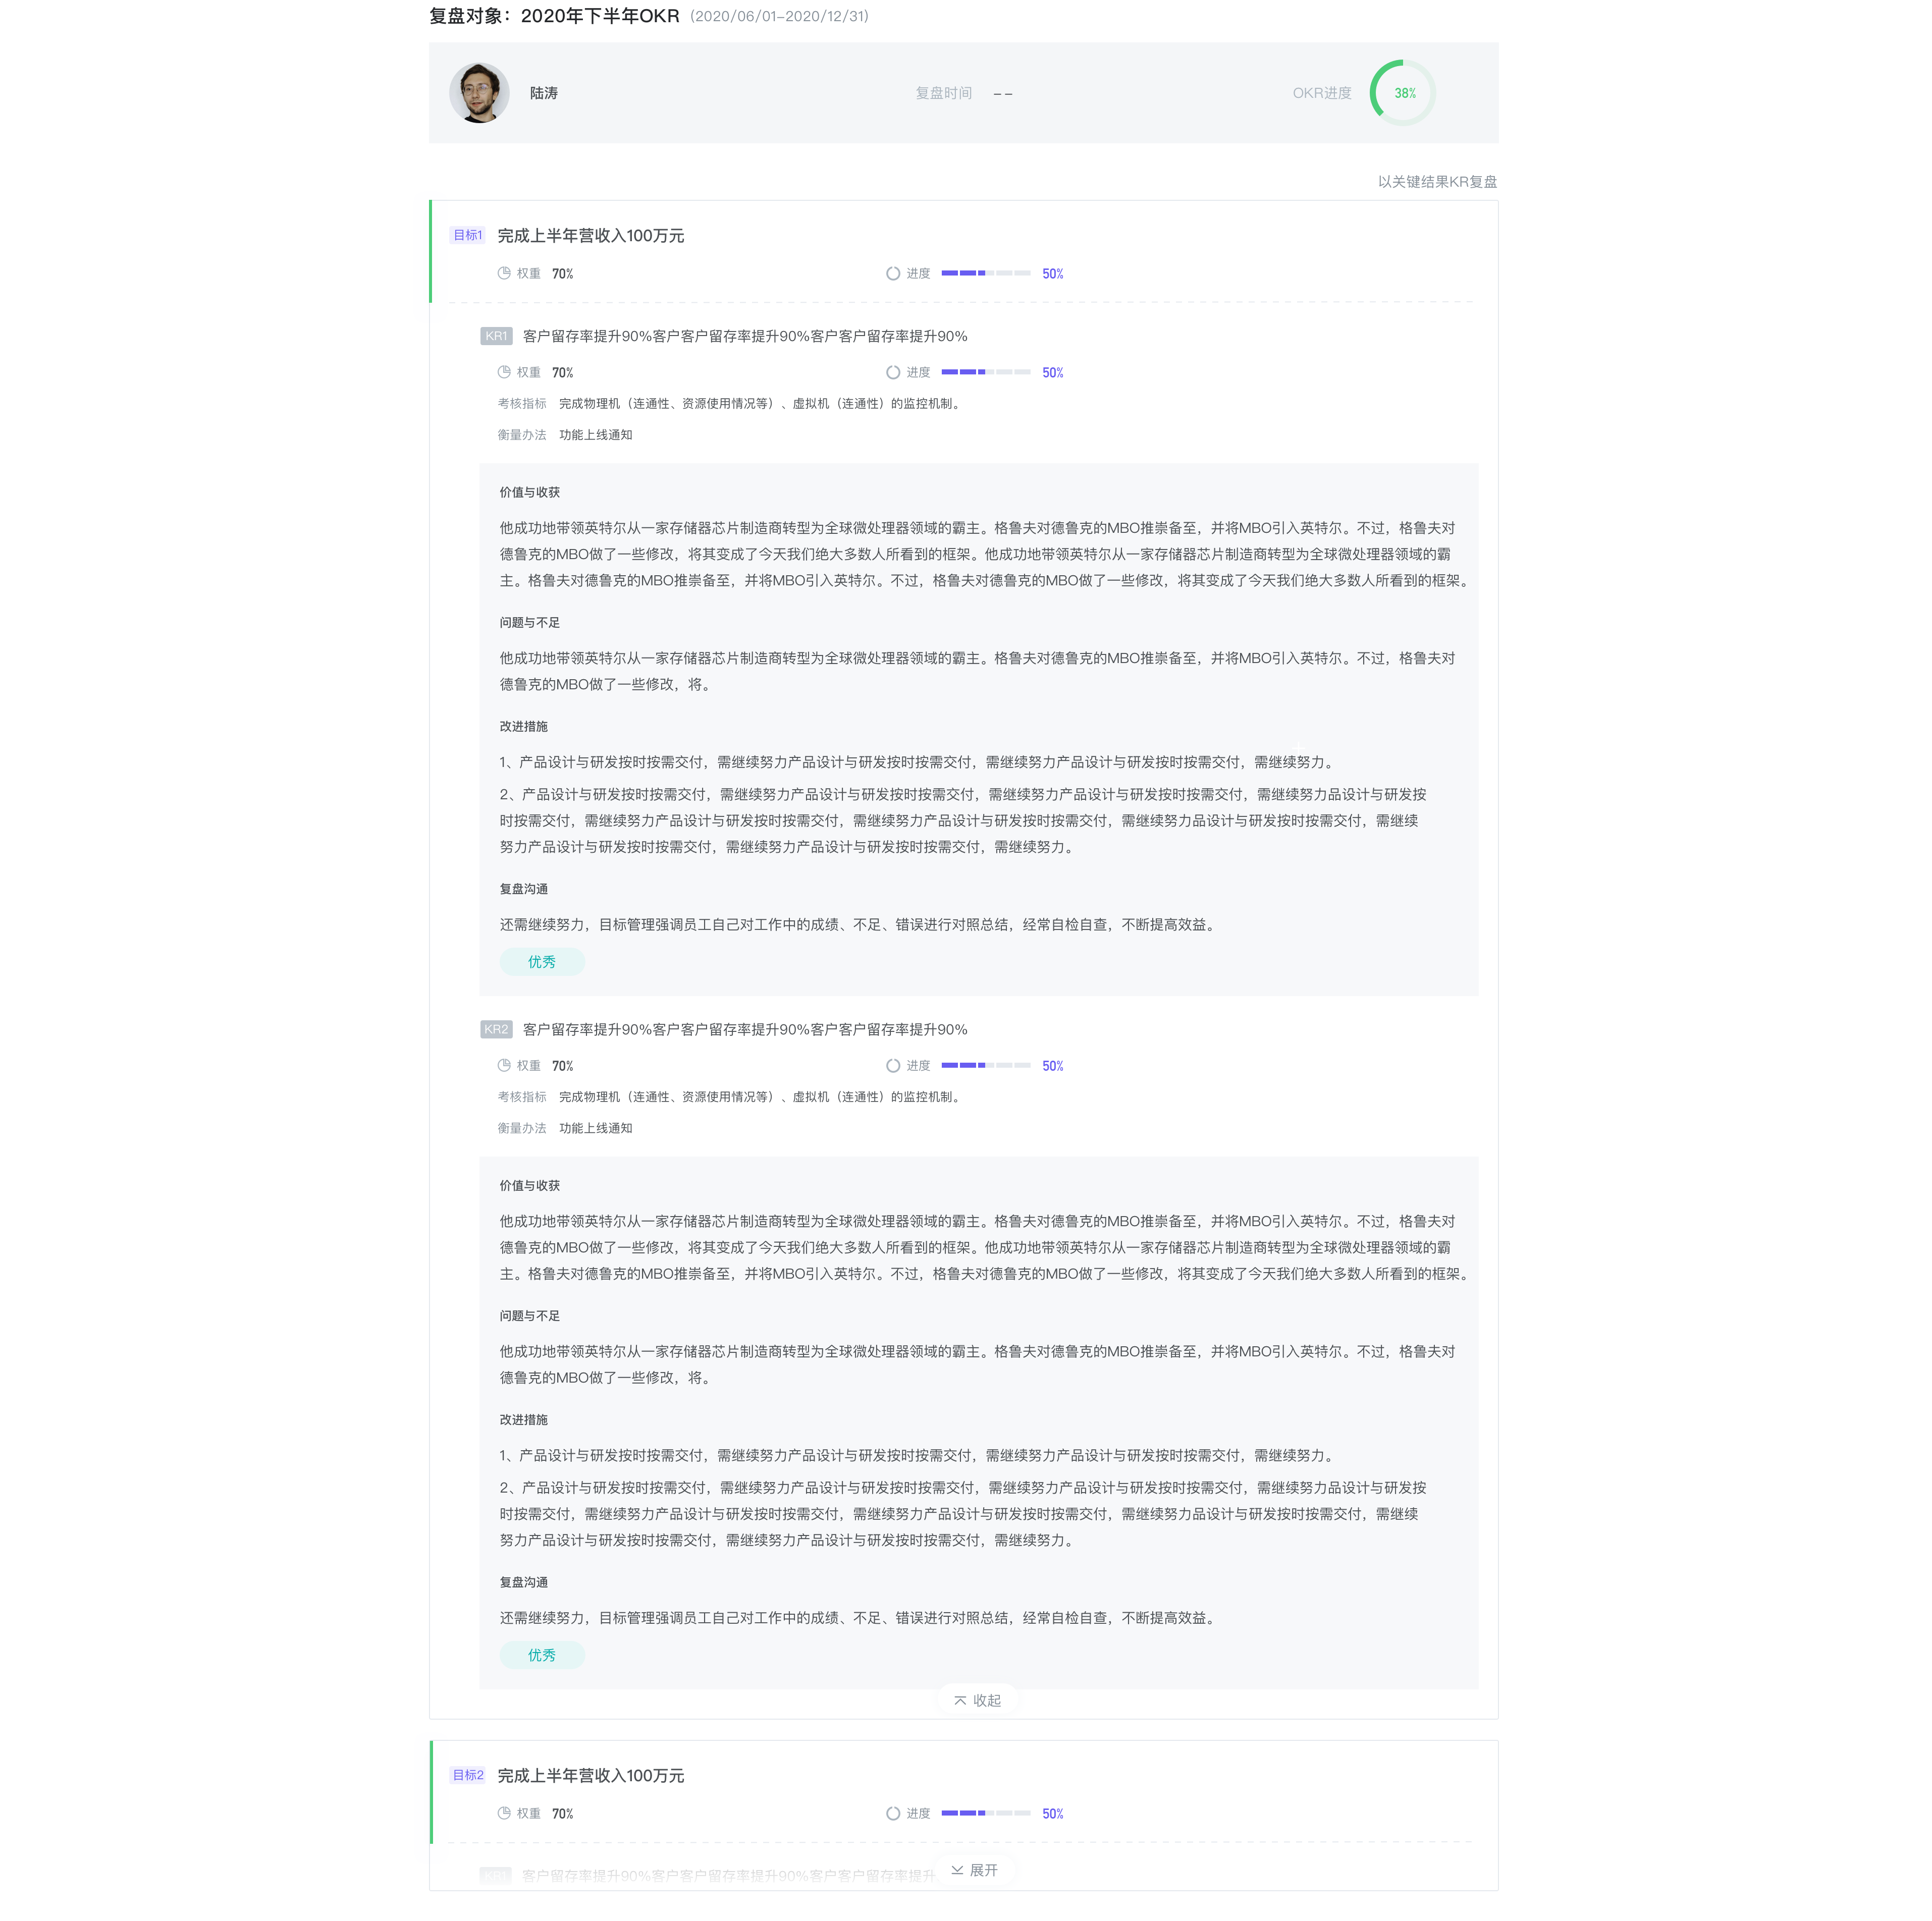 复盘对象：2020年下半年OKR （2020/06/01-2020/12/31）
陆涛
复盘时间 --
OKR进度 38%
以关键结果KR复盘
目标1 完成上半年营收入100万元
权重 70% 进度 50%
KR1 客户留存率提升90%客户客户留存率提升90%客户客户留存率提升90%
权重 70% 进度 50%
考核指标 完成物理机（连通性、资源使用情况等）、虚拟机（连通性）的监控机制。
衡量办法 功能上线通知
价值与收获
他成功地带领英特尔从一家存储器芯片制造商转型为全球微处理器领域的霸主。格鲁夫对德鲁克的MBO推崇备至，并将MBO引入英特尔。不过，格鲁夫对
德鲁克的MBO做了一些修改，将其变成了今天我们绝大多数人所看到的框架。他成功地带领英特尔从一家存储器芯片制造商转型为全球微处理器领域的霸
主。格鲁夫对德鲁克的MBO推崇备至，并将MBO引入英特尔。不过，格鲁夫对德鲁克的MBO做了一些修改，将其变成了今天我们绝大多数人所看到的框架。
问题与不足
他成功地带领英特尔从一家存储器芯片制造商转型为全球微处理器领域的霸主。格鲁夫对德鲁克的MBO推崇备至，并将MBO引入英特尔。不过，格鲁夫对
德鲁克的MBO做了一些修改，将。
改进措施
1、产品设计与研发按时按需交付，需继续努力产品设计与研发按时按需交付，需继续努力产品设计与研发按时按需交付，需继续努力。
2、产品设计与研发按时按需交付，需继续努力产品设计与研发按时按需交付，需继续努力产品设计与研发按时按需交付，需继续努力品设计与研发按
时按需交付，需继续努力产品设计与研发按时按需交付，需继续努力产品设计与研发按时按需交付，需继续努力品设计与研发按时按需交付，需继续
努力产品设计与研发按时按需交付，需继续努力产品设计与研发按时按需交付，需继续努力。
复盘沟通
还需继续努力，目标管理强调员工自己对工作中的成绩、不足、错误进行对照总结，经常自检自查，不断提高效益。
优秀
KR2 客户留存率提升90%客户客户留存率提升90%客户客户留存率提升90%
权重 70% 进度 50%
考核指标 完成物理机（连通性、资源使用情况等）、虚拟机（连通性）的监控机制。
衡量办法 功能上线通知
价值与收获
他成功地带领英特尔从一家存储器芯片制造商转型为全球微处理器领域的霸主。格鲁夫对德鲁克的MBO推崇备至，并将MBO引入英特尔。不过，格鲁夫对
德鲁克的MBO做了一些修改，将其变成了今天我们绝大多数人所看到的框架。他成功地带领英特尔从一家存储器芯片制造商转型为全球微处理器领域的霸
主。格鲁夫对德鲁克的MBO推崇备至，并将MBO引入英特尔。不过，格鲁夫对德鲁克的MBO做了一些修改，将其变成了今天我们绝大多数人所看到的框架。
问题与不足
他成功地带领英特尔从一家存储器芯片制造商转型为全球微处理器领域的霸主。格鲁夫对德鲁克的MBO推崇备至，并将MBO引入英特尔。不过，格鲁夫对
德鲁克的MBO做了一些修改，将。
改进措施
1、产品设计与研发按时按需交付，需继续努力产品设计与研发按时按需交付，需继续努力产品设计与研发按时按需交付，需继续努力。
2、产品设计与研发按时按需交付，需继续努力产品设计与研发按时按需交付，需继续努力产品设计与研发按时按需交付，需继续努力品设计与研发按
时按需交付，需继续努力产品设计与研发按时按需交付，需继续努力产品设计与研发按时按需交付，需继续努力品设计与研发按时按需交付，需继续
努力产品设计与研发按时按需交付，需继续努力产品设计与研发按时按需交付，需继续努力。
复盘沟通
还需继续努力，目标管理强调员工自己对工作中的成绩、不足、错误进行对照总结，经常自检自查，不断提高效益。
优秀
收起
目标2 完成上半年营收入100万元
权重 70% 进度 50%
KR1 客户留存率提升90%客户客户留存率提升90%客户客户留存率提升
展开